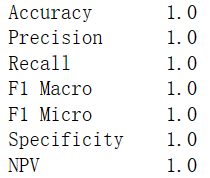 Accuracy 1.0
Precision 1.0
Recall 1.0
F1 Macro 1.0
F1 Micro 1.0
Specificity 1.0
NPV 1.0